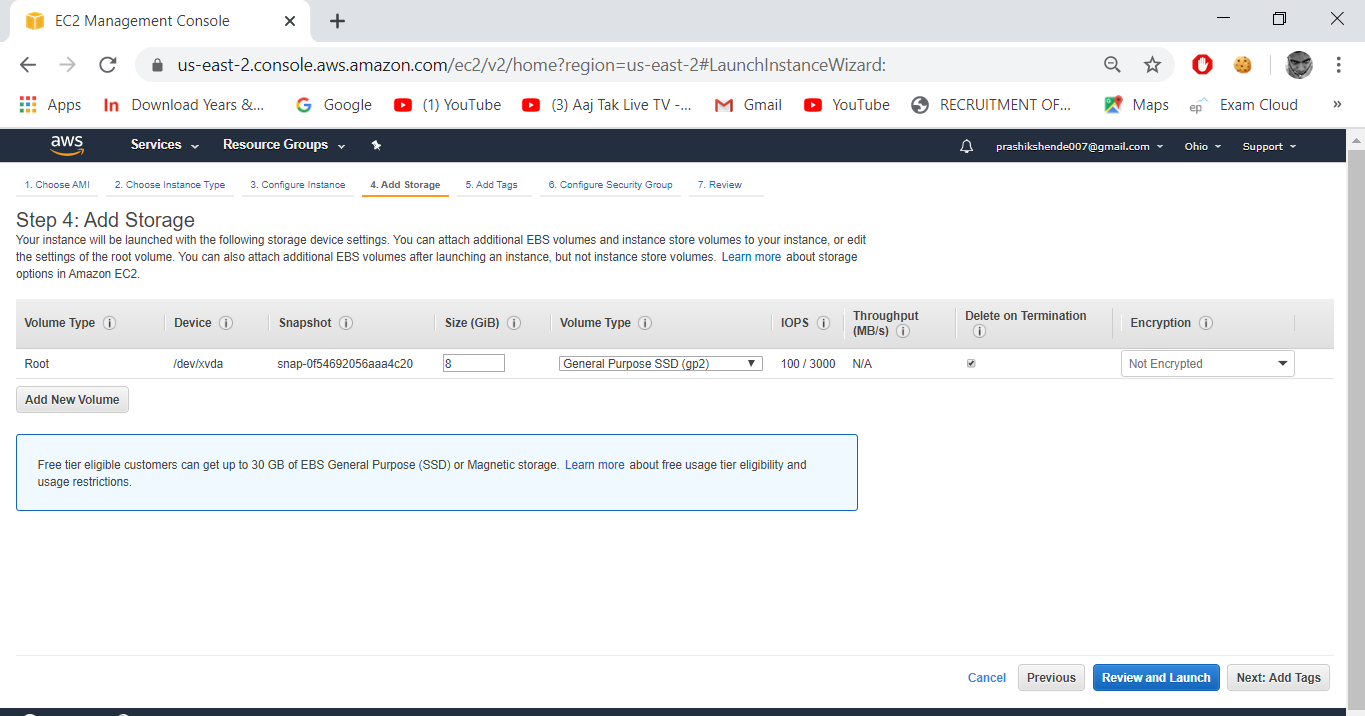 EC2 Management Console
us-east-2.console.aws.amazon.com/ec2/v2/home?region=us-east-2#LaunchInstanceWizard:
Apps In Download Years &... Google (1) YouTube (3) Aaj Tak Live TV -... Gmail YouTube RECRUITMENT OF... Maps ep Exam Cloud »
aws Services Resource Groups prashikshende007@gmail.com Ohio Support
1. Choose AMI 2. Choose Instance Type 3. Configure Instance 4. Add Storage 5. Add Tags 6. Configure Security Group 7. Review
Step 4: Add Storage
Your instance will be launched with the following storage device settings. You can attach additional EBS volumes and instance store volumes to your instance, or edit
the settings of the root volume. You can also attach additional EBS volumes after launching an instance, but not instance store volumes. Learn more about storage
options in Amazon EC2.
Volume Type i Device i Snapshot i Size (GiB) i Volume Type i IOPS i Throughput (MB/s) i Delete on Termination i Encryption i
Root /dev/xvda snap-0f54692056aaa4c20 8 General Purpose SSD (gp2) 100 / 3000 N/A Not Encrypted
Add New Volume
Free tier eligible customers can get up to 30 GB of EBS General Purpose (SSD) or Magnetic storage. Learn more about free usage tier eligibility and
usage restrictions.
Cancel Previous Review and Launch Next: Add Tags